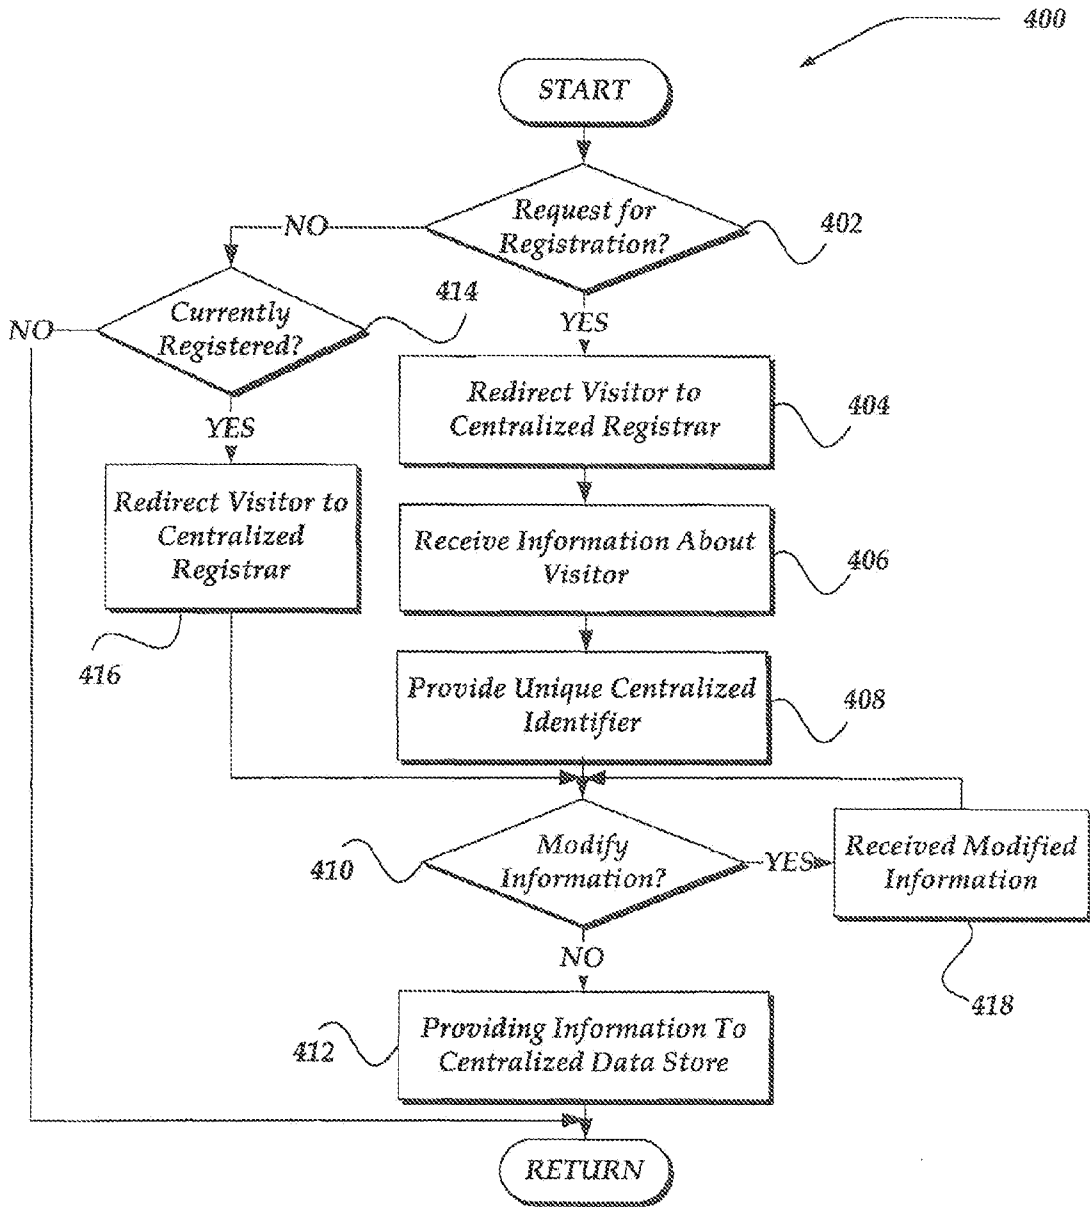 400
START
Request for
Registration?
402
NO
YES
Currently
Registered?
414
NO
YES
Redirect Visitor to
Centralized Registrar
404
Redirect Visitor to
Centralized
Registrar
416
Receive Information About
Visitor
406
Provide Unique Centralized
Identifier
408
Modify
Information?
410
YES
Received Modified
Information
418
NO
Providing Information To
Centralized Data Store
412
RETURN